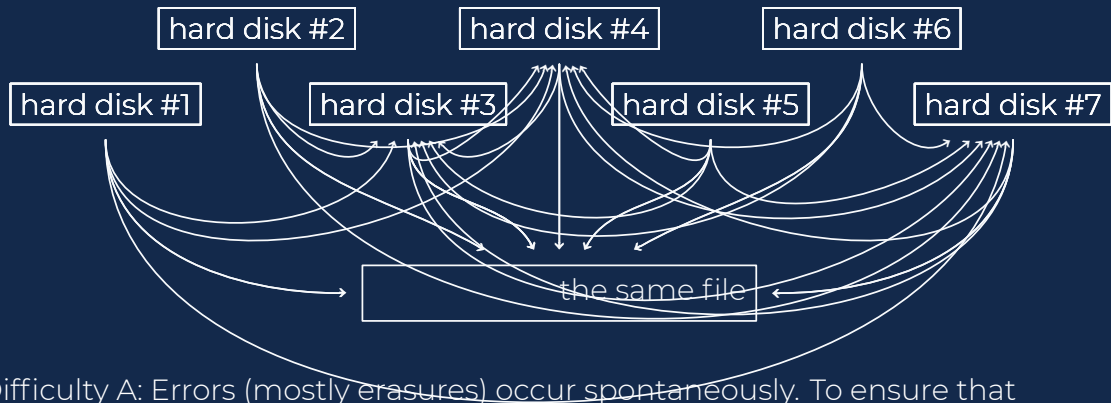 hard disk #2
hard disk #4
hard disk #6
hard disk #1
hard disk #3
hard disk #5
hard disk #7
the same file
ifficulty A: Errors (mostly erasures) occur spontaneously. To ensure that